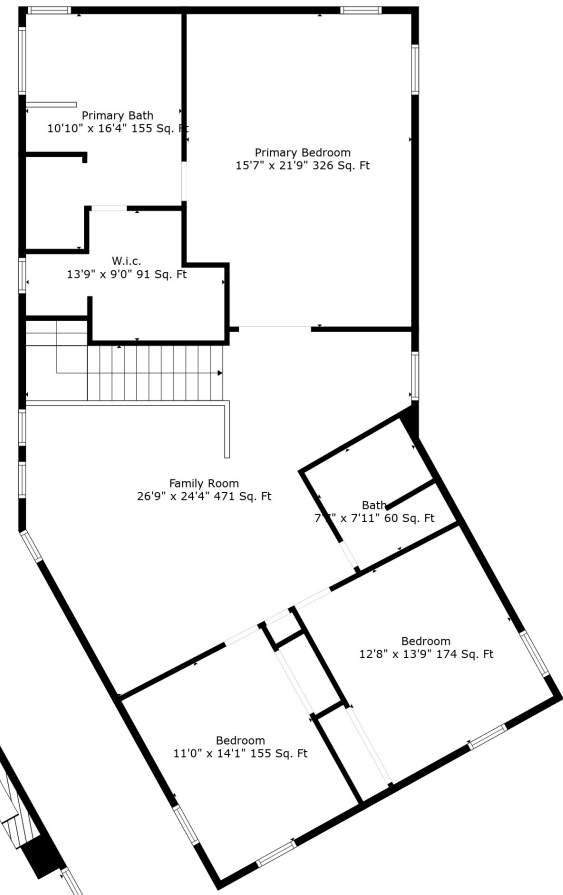 Primary Bath
10'10" x 16'4" 155 Sq. Ft
Primary Bedroom
15'7" x 21'9" 326 Sq. Ft
W.i.c.
13'9" x 9'0" 91 Sq. Ft
Family Room
26'9" x 24'4" 471 Sq. Ft
Bath
7'7" x 7'11" 60 Sq. Ft
Bedroom
12'8" x 13'9" 174 Sq. Ft
Bedroom
11'0" x 14'1" 155 Sq. Ft